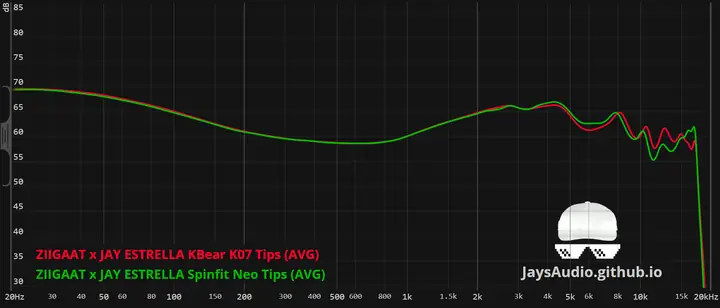 dB
85
80
75
70
65
60
55
50
45
40
35
30
ZIIGAAT x JAY ESTRELLA KBear K07 Tips (AVG)
ZIIGAAT x JAY ESTRELLA Spinfit Neo Tips (AVG)
JaysAudio.github.io
20Hz 30 40 50 60 80 100 150 200 300 400 500 600 800 1k 1.5k 2k 3k 4k 5k 6k 8k 10k 15k 20kHz